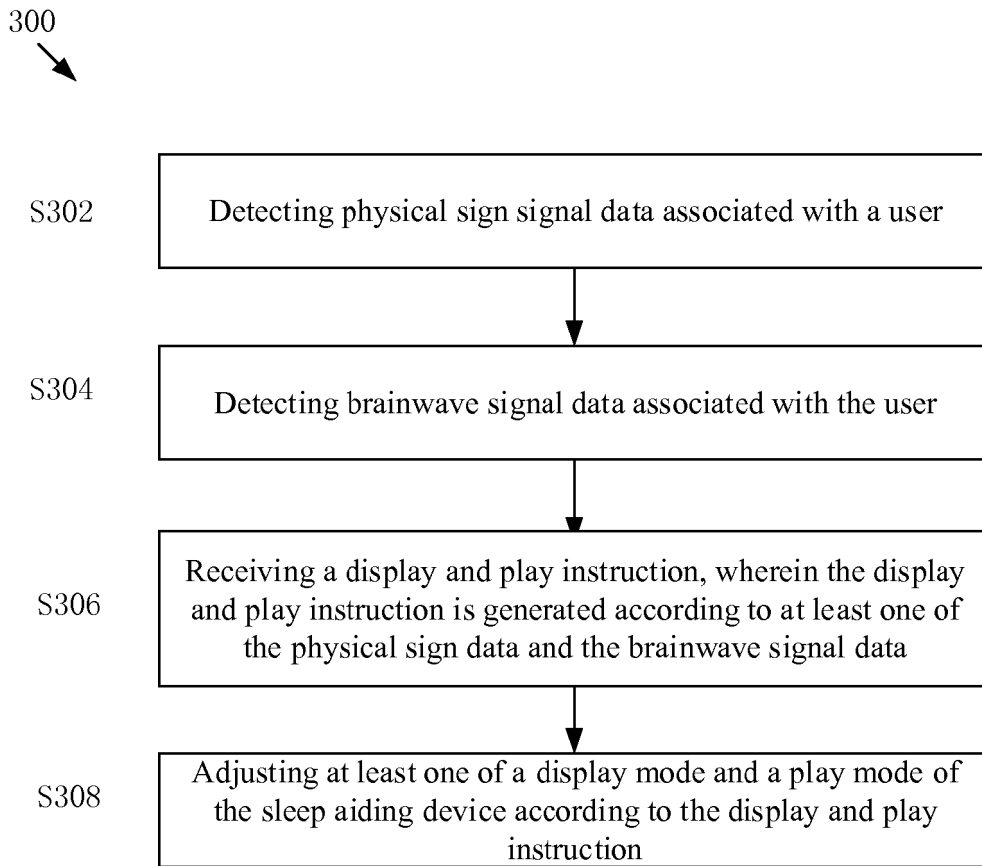 300
S302
Detecting physical sign signal data associated with a user
S304
Detecting brainwave signal data associated with the user
S306
Receiving a display and play instruction, wherein the display
and play instruction is generated according to at least one of
the physical sign data and the brainwave signal data
S308
Adjusting at least one of a display mode and a play mode of
the sleep aiding device according to the display and play
instruction